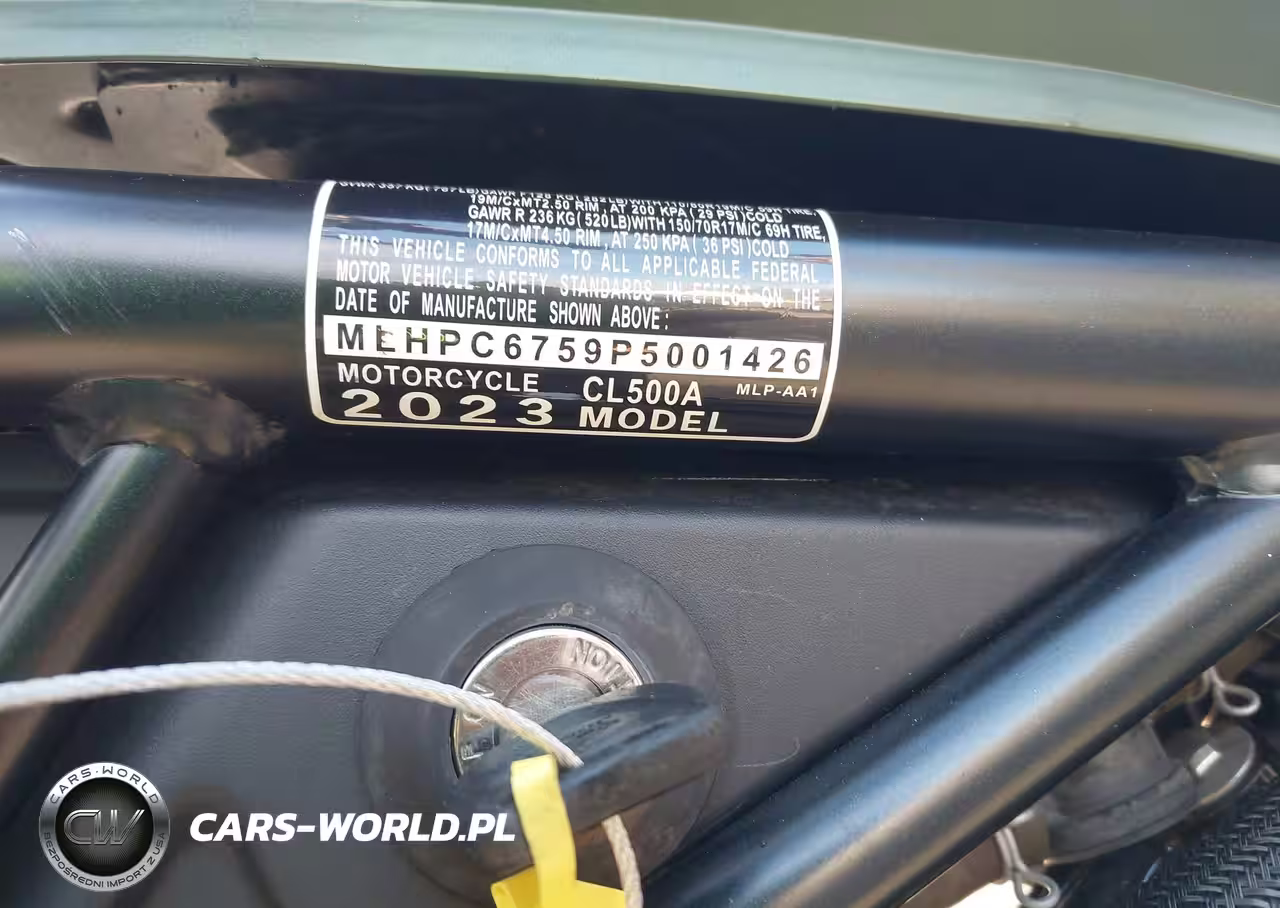 19M/CxMT2.50 RIM, AT 200 KPA ( 29 PSI )COLD
GAWR R 236 KG( 520 LB)WITH 150/70R17M/C 69H TIRE,
17M/CxMT4.50 RIM, AT 250 KPA ( 36 PSI )COLD
THIS VEHICLE CONFORMS TO ALL APPLICABLE FEDERAL
MOTOR VEHICLE SAFETY STANDARDS IN EFFECT ON THE
DATE OF MANUFACTURE SHOWN ABOVE:
MLHPC6759P5001426
MOTORCYCLE CL500A MLP-AA1
2023 MODEL
CARS-WORLD
CW
BEZPOŚREDNI IMPORT Z USA
CARS-WORLD.PL